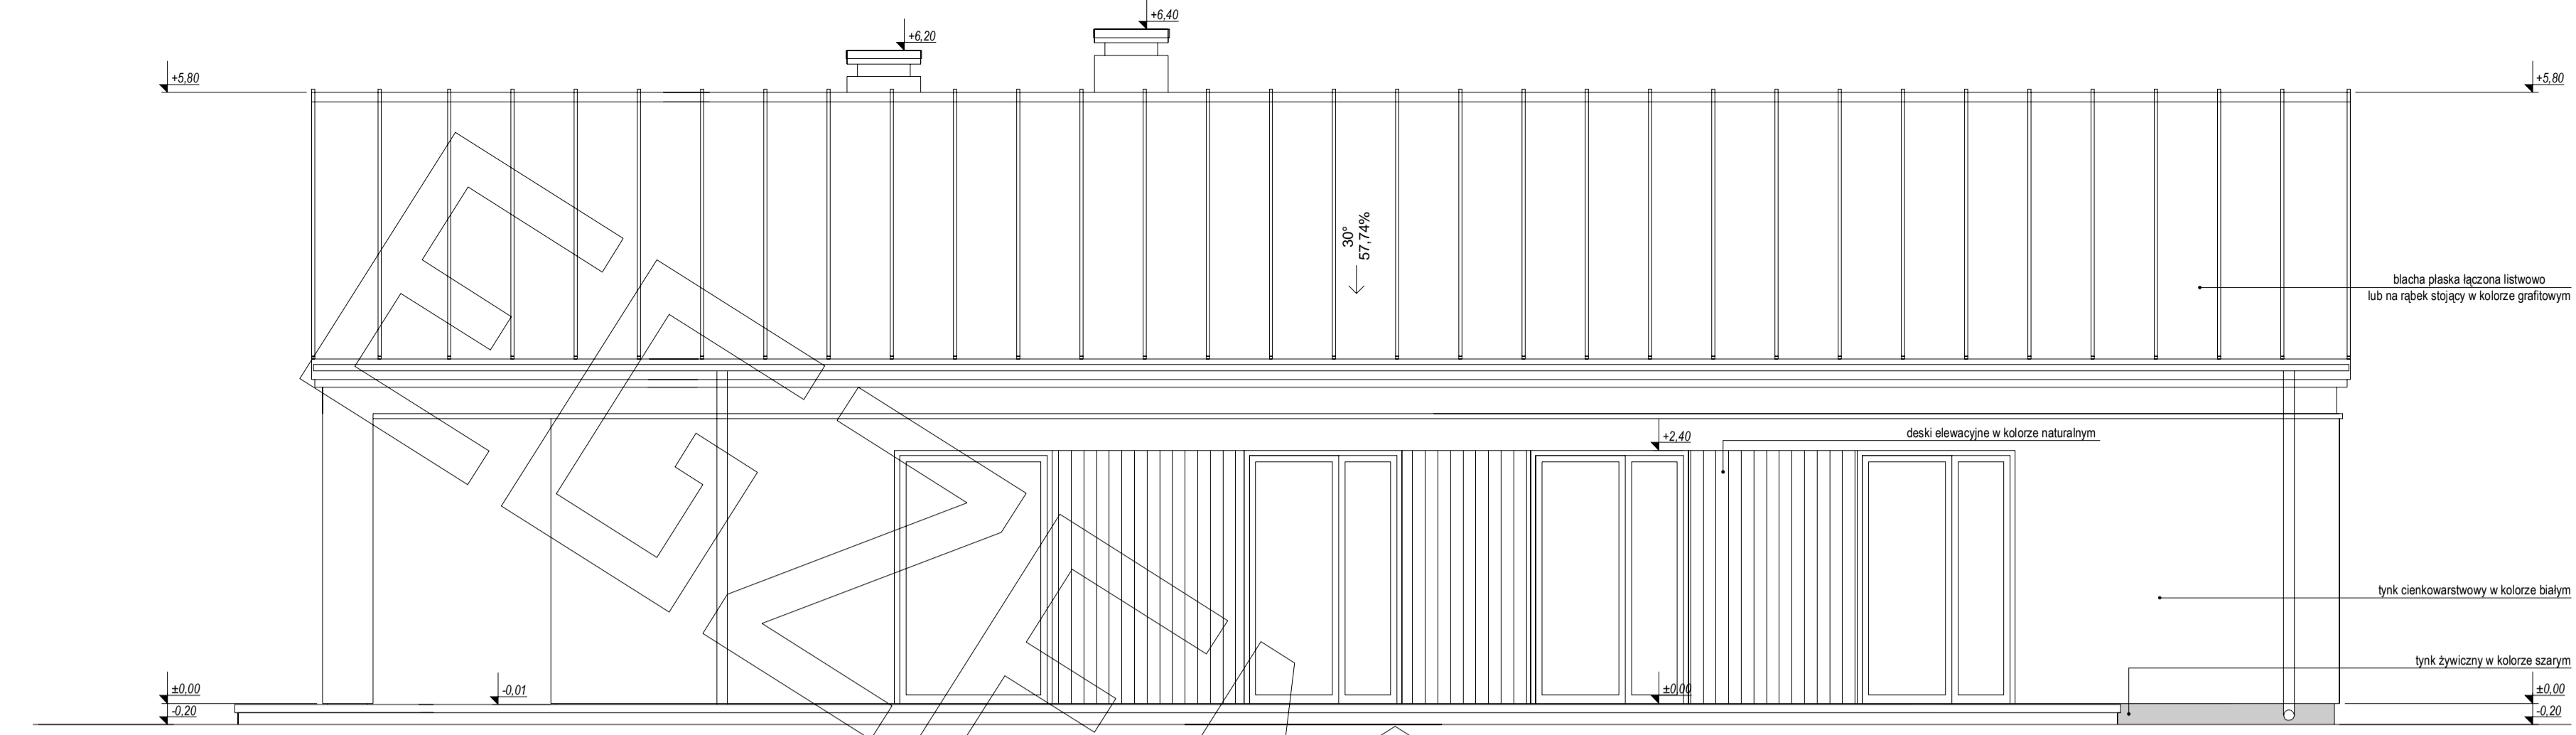 +6,40
+6,20
+5,80
+5,80
30°
57,74%
blacha płaska łączona listwowo
lub na rąbek stojący w kolorze grafitowym
deski elewacyjne w kolorze naturalnym
+2,40
tynk cienkowarstwowy w kolorze białym
tynk żywiczny w kolorze szarym
±0,00
-0,01
±0,00
±0,00
-0,20
-0,20